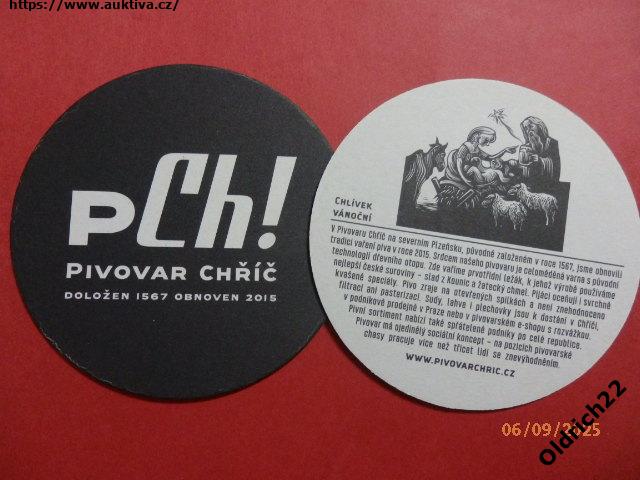 https://www.auktiva.cz/
pCh!
PIVOVAR CHŘÍČ
DOLOŽEN 1567 OBNOVEN 2015
CHLÍVEK
VÁNOČNÍ
V Pivovaru Chříč na severním Plzeňsku, původně založeném v roce 1567, jsme obnovili
tradici vaření piva v roce 2015. Srdcem našeho pivovaru je celoměděná varna s původní
technologií dřevního otopu. Zde vaříme prvotřídní ležák, k jehož výrobě používáme
nejlepší české suroviny – slad z Kounic a žatecký chmel. Pijáci oceňují i svrchně
kvašené speciály. Pivo zraje na otevřených spilkách a není znehodnoceno
filtrací ani pasterizací. Sudy, lahve i plechovky jsou k dostání v Chříči,
v podnikové prodejně v Praze nebo v pivovarském e-shopu s rozvážkou.
Pivní sortiment nabízí také spřátelené podniky po celé republice.
Pivovar má ojedinělý sociální koncept – na pozicích pivovarské
chasy pracuje více než třicet lidí se znevýhodněním.
WWW.PIVOVARCHRIC.CZ
06/09/2025
Oldrich22